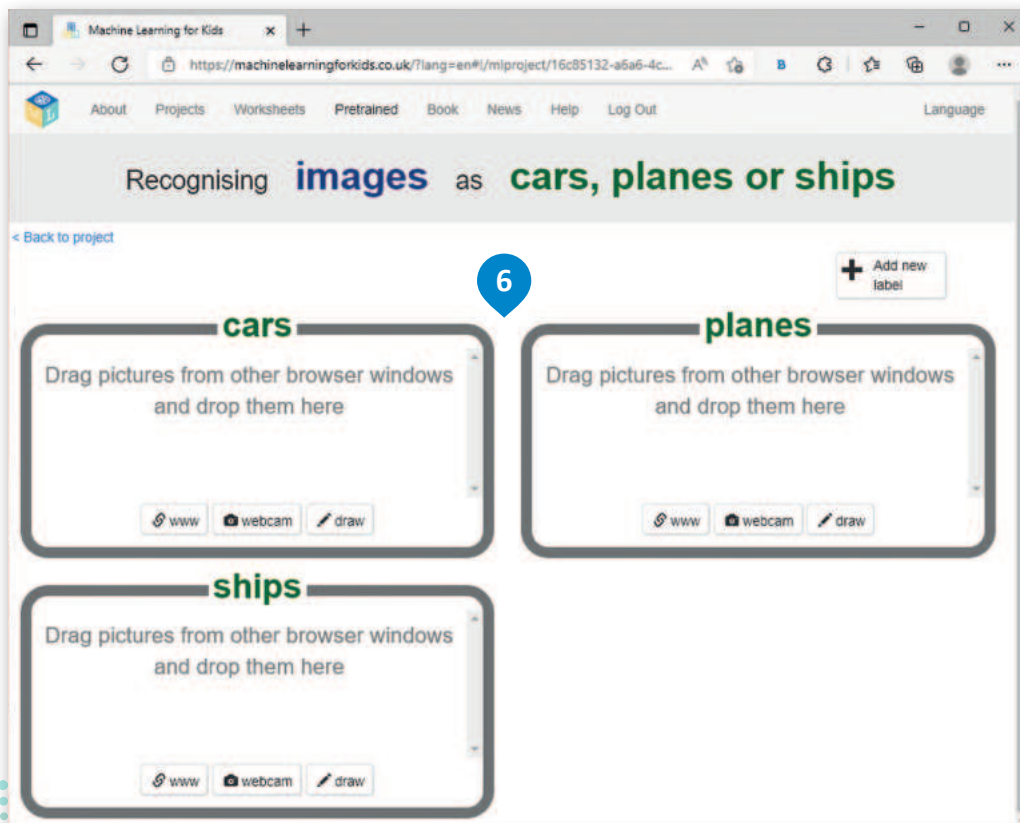 Machine Learning for Kids
https://machinelearningforkids.co.uk/?lang=en#!/mlproject/16c85132-a6a6-4c...
About Projects Worksheets Pretrained Book News Help Log Out Language
Recognising images as cars, planes or ships
< Back to project
Add new
label
6
cars
Drag pictures from other browser windows
and drop them here
www webcam draw
planes
Drag pictures from other browser windows
and drop them here
www webcam draw
ships
Drag pictures from other browser windows
and drop them here
www webcam draw